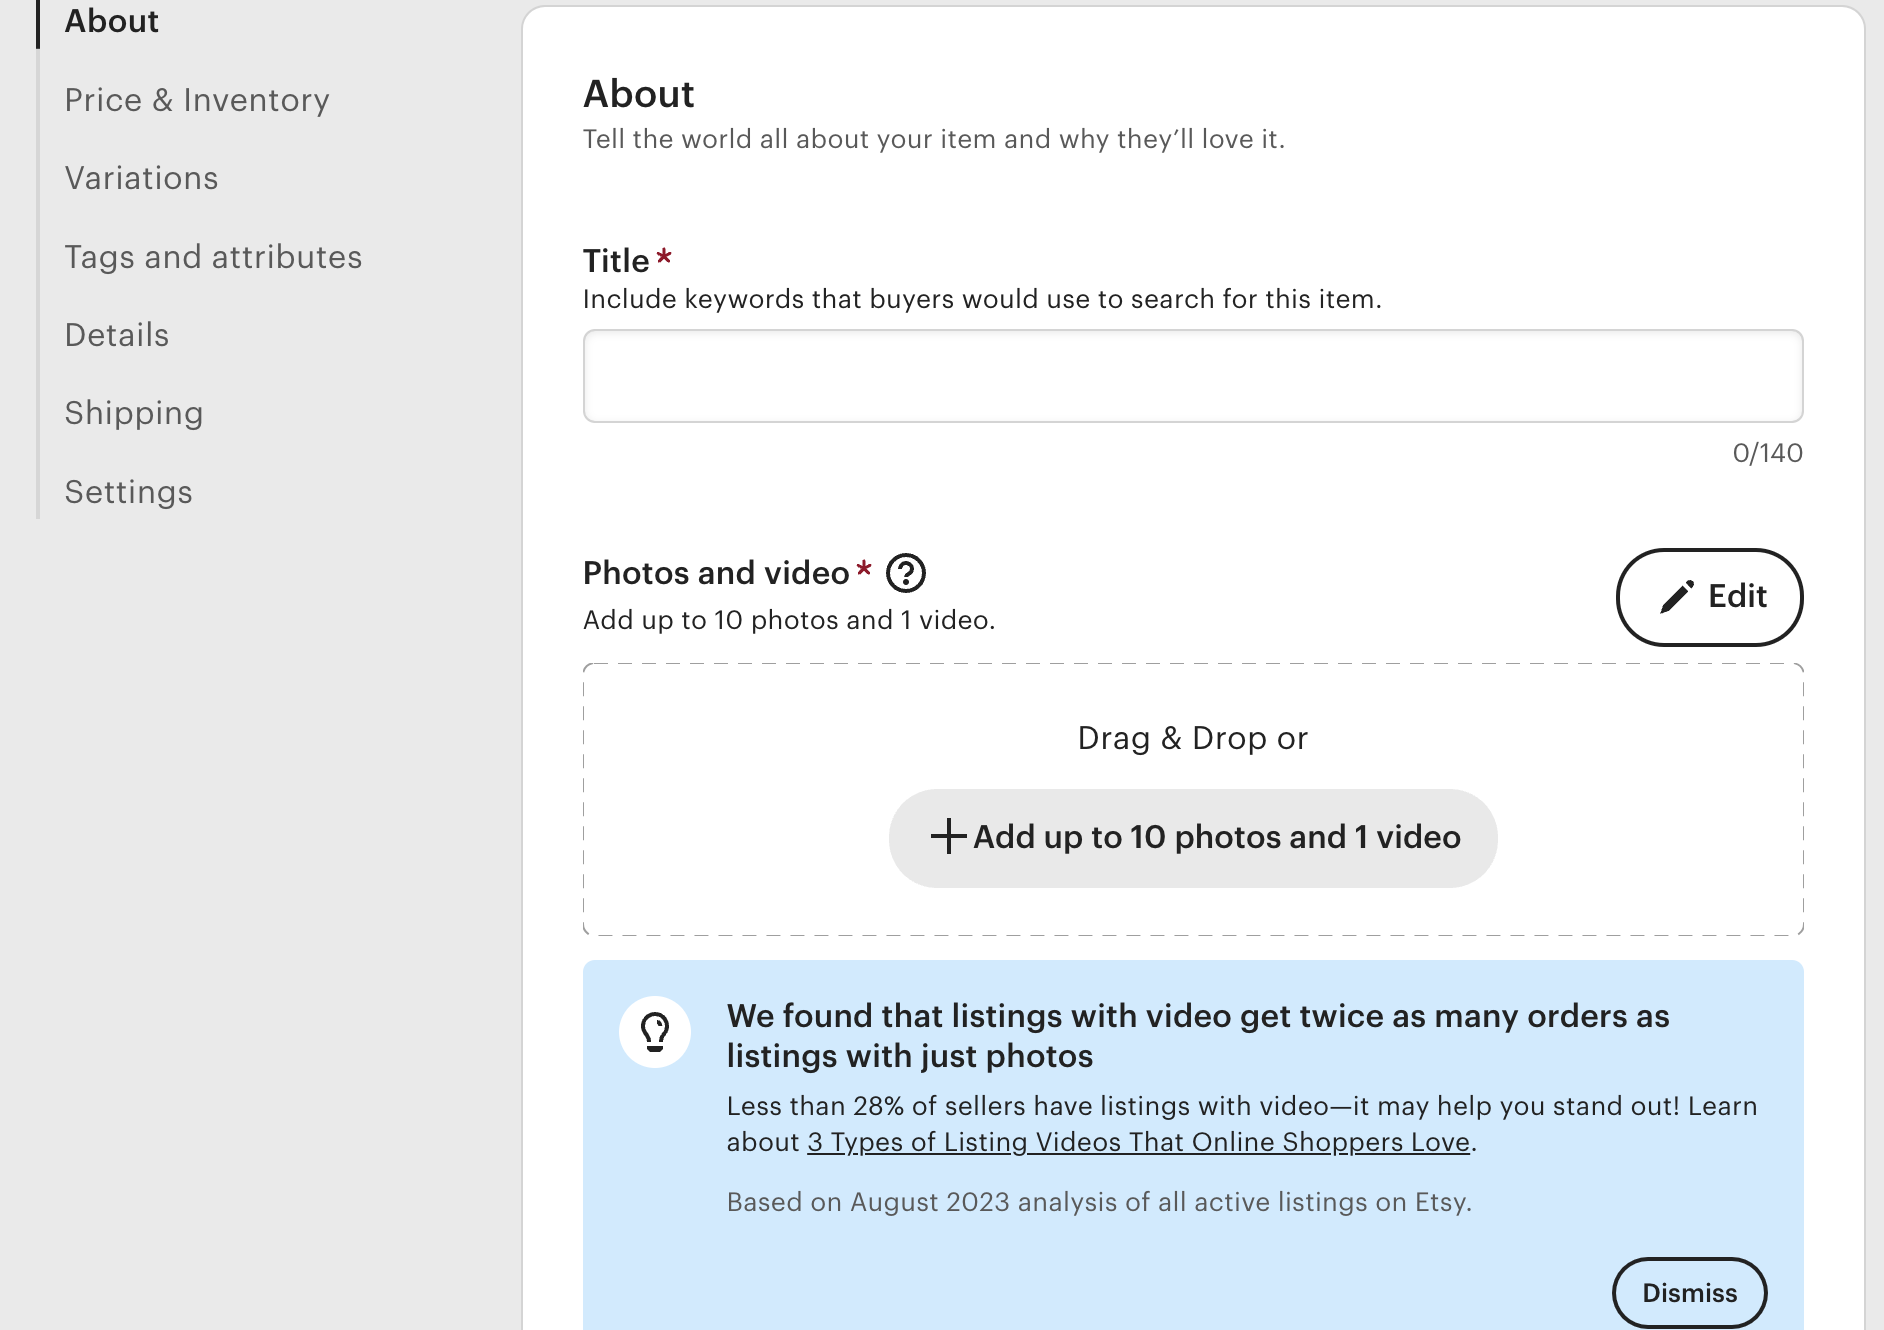 About
Price & Inventory
Variations
Tags and attributes
Details
Shipping
Settings
About
Tell the world all about your item and why they’ll love it.
Title *
Include keywords that buyers would use to search for this item.
0/140
Photos and video * ?
Add up to 10 photos and 1 video.
Edit
Drag & Drop or
+ Add up to 10 photos and 1 video
We found that listings with video get twice as many orders as
listings with just photos
Less than 28% of sellers have listings with video—it may help you stand out! Learn
about 3 Types of Listing Videos That Online Shoppers Love.
Based on August 2023 analysis of all active listings on Etsy.
Dismiss